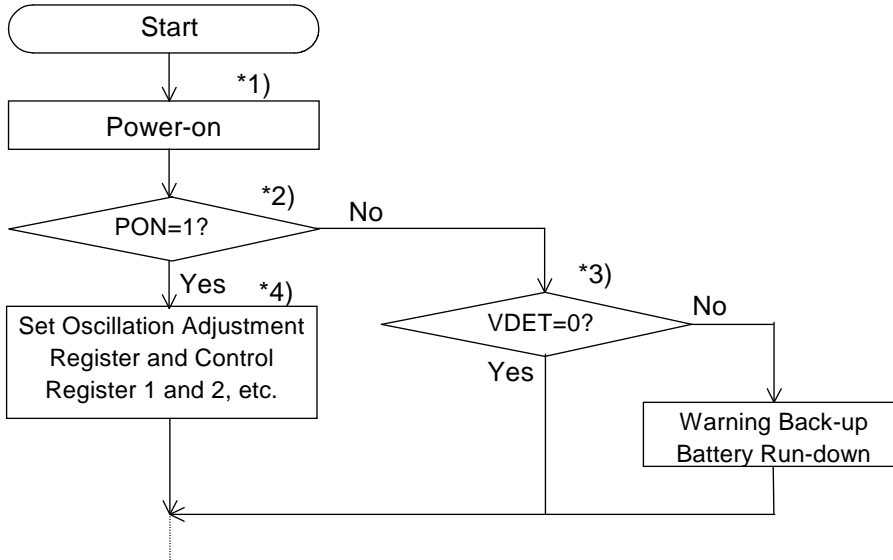 Start
*1)
Power-on
*2)
PON=1?
No
Yes
*4)
Set Oscillation Adjustment
Register and Control
Register 1 and 2, etc.
*3)
VDET=0?
No
Yes
Warning Back-up
Battery Run-down